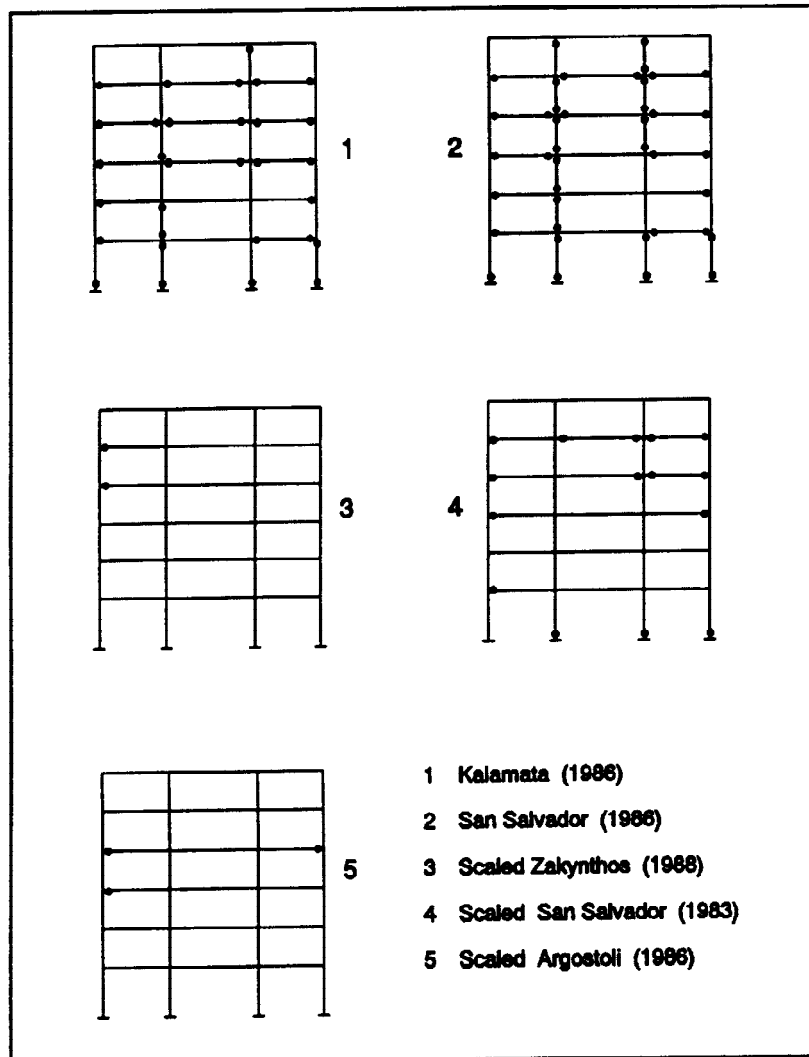 1
2
3
4
5
1 Kalamata (1986)
2 San Salvador (1986)
3 Scaled Zakynthos (1988)
4 Scaled San Salvador (1983)
5 Scaled Argostoli (1986)